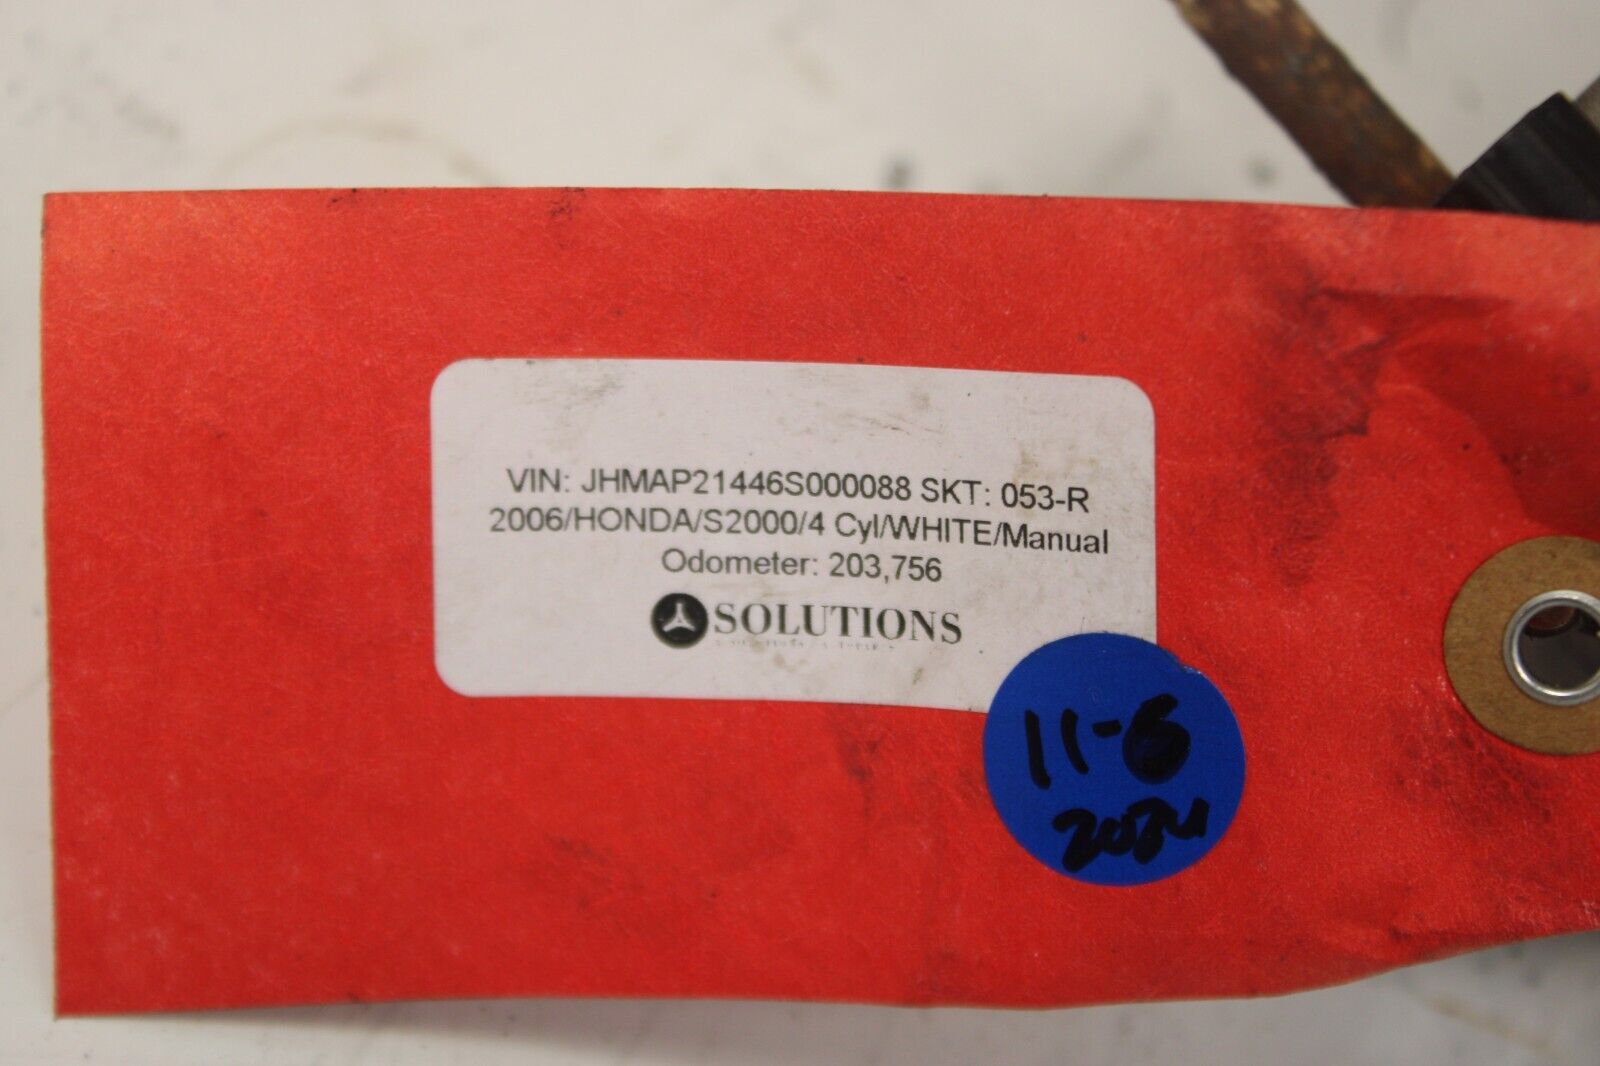 VIN: JHMAP21446S000088 SKT: 053-R
2006/HONDA/S2000/4 Cyl/WHITE/Manual
Odometer: 203,756
SOLUTIONS
11-6
2024